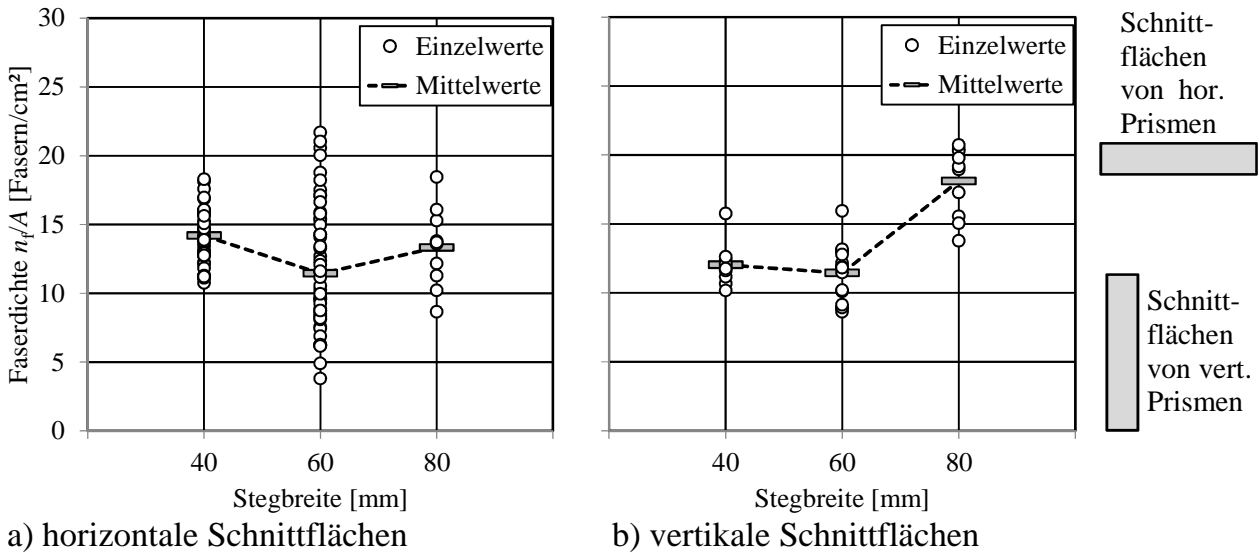 Faserdichte n_f/A [Fasern/cm²]
30
25
20
15
10
5
0
Einzelwerte
Mittelwerte
40
60
80
Stegbreite [mm]
a) horizontale Schnittflächen
Einzelwerte
Mittelwerte
40
60
80
Stegbreite [mm]
b) vertikale Schnittflächen
Schnitt-
flächen
von hor.
Prismen
Schnitt-
flächen
von vert.
Prismen